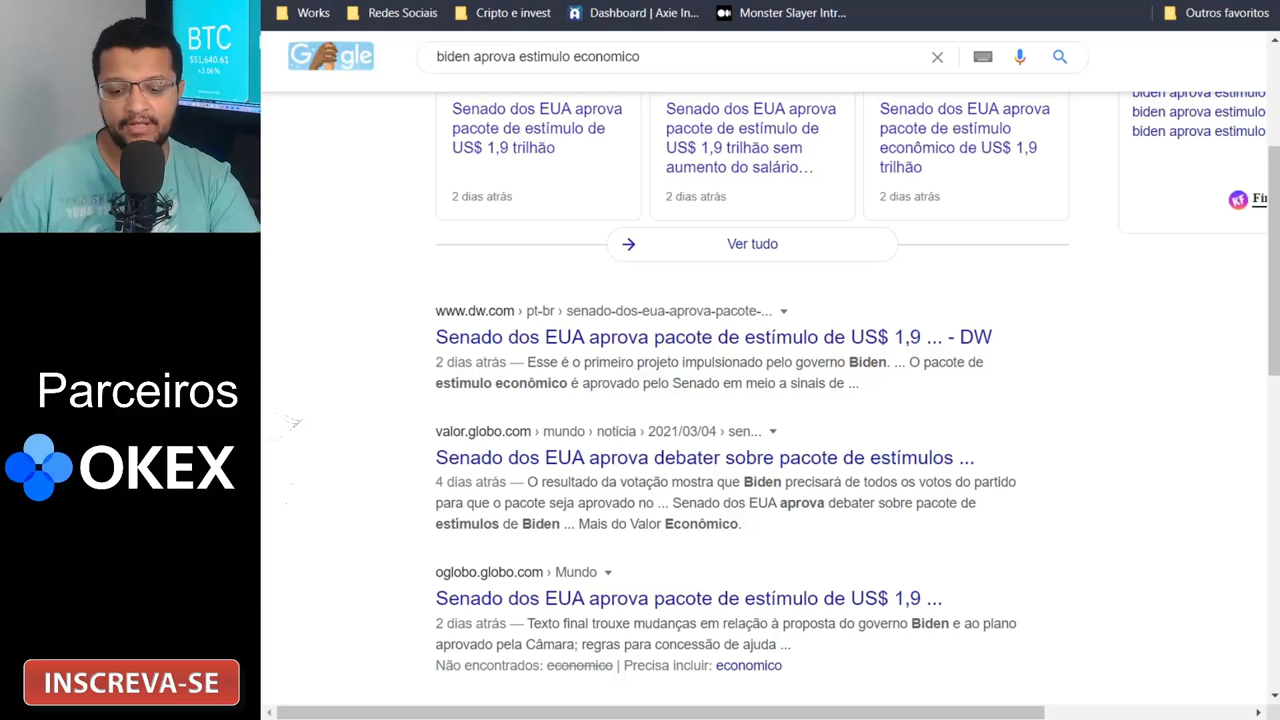 Works
Redes Sociais
Cripto e invest
Dashboard | Axie In...
Monster Slayer Intr...
Outros favoritos
BTC
$51,640.61
+3.06%
Google
biden aprova estimulo economico
Senado dos EUA aprova
pacote de estímulo de
US$ 1,9 trilhão
2 dias atrás
Senado dos EUA aprova
pacote de estímulo de
US$ 1,9 trilhão sem
aumento do salário...
2 dias atrás
Senado dos EUA aprova
pacote de estímulo
econômico de US$ 1,9
trilhão
2 dias atrás
biden aprova estimulo
biden aprova estimulo
biden aprova estimulo
KF
Ver tudo
www.dw.com › pt-br › senado-dos-eua-aprova-pacote-...
Senado dos EUA aprova pacote de estímulo de US$ 1,9 ... - DW
2 dias atrás — Esse é o primeiro projeto impulsionado pelo governo Biden. ... O pacote de
estímulo econômico é aprovado pelo Senado em meio a sinais de ...
valor.globo.com › mundo › noticia › 2021/03/04 › sen...
Senado dos EUA aprova debater sobre pacote de estímulos ...
4 dias atrás — O resultado da votação mostra que Biden precisará de todos os votos do partido
para que o pacote seja aprovado no ... Senado dos EUA aprova debater sobre pacote de
estímulos de Biden ... Mais do Valor Econômico.
oglobo.globo.com › Mundo
Senado dos EUA aprova pacote de estímulo de US$ 1,9 ...
2 dias atrás — Texto final trouxe mudanças em relação à proposta do governo Biden e ao plano
aprovado pela Câmara; regras para concessão de ajuda ...
Não encontrados: economico | Precisa incluir: economico
Parceiros
OKEX
INSCREVA-SE